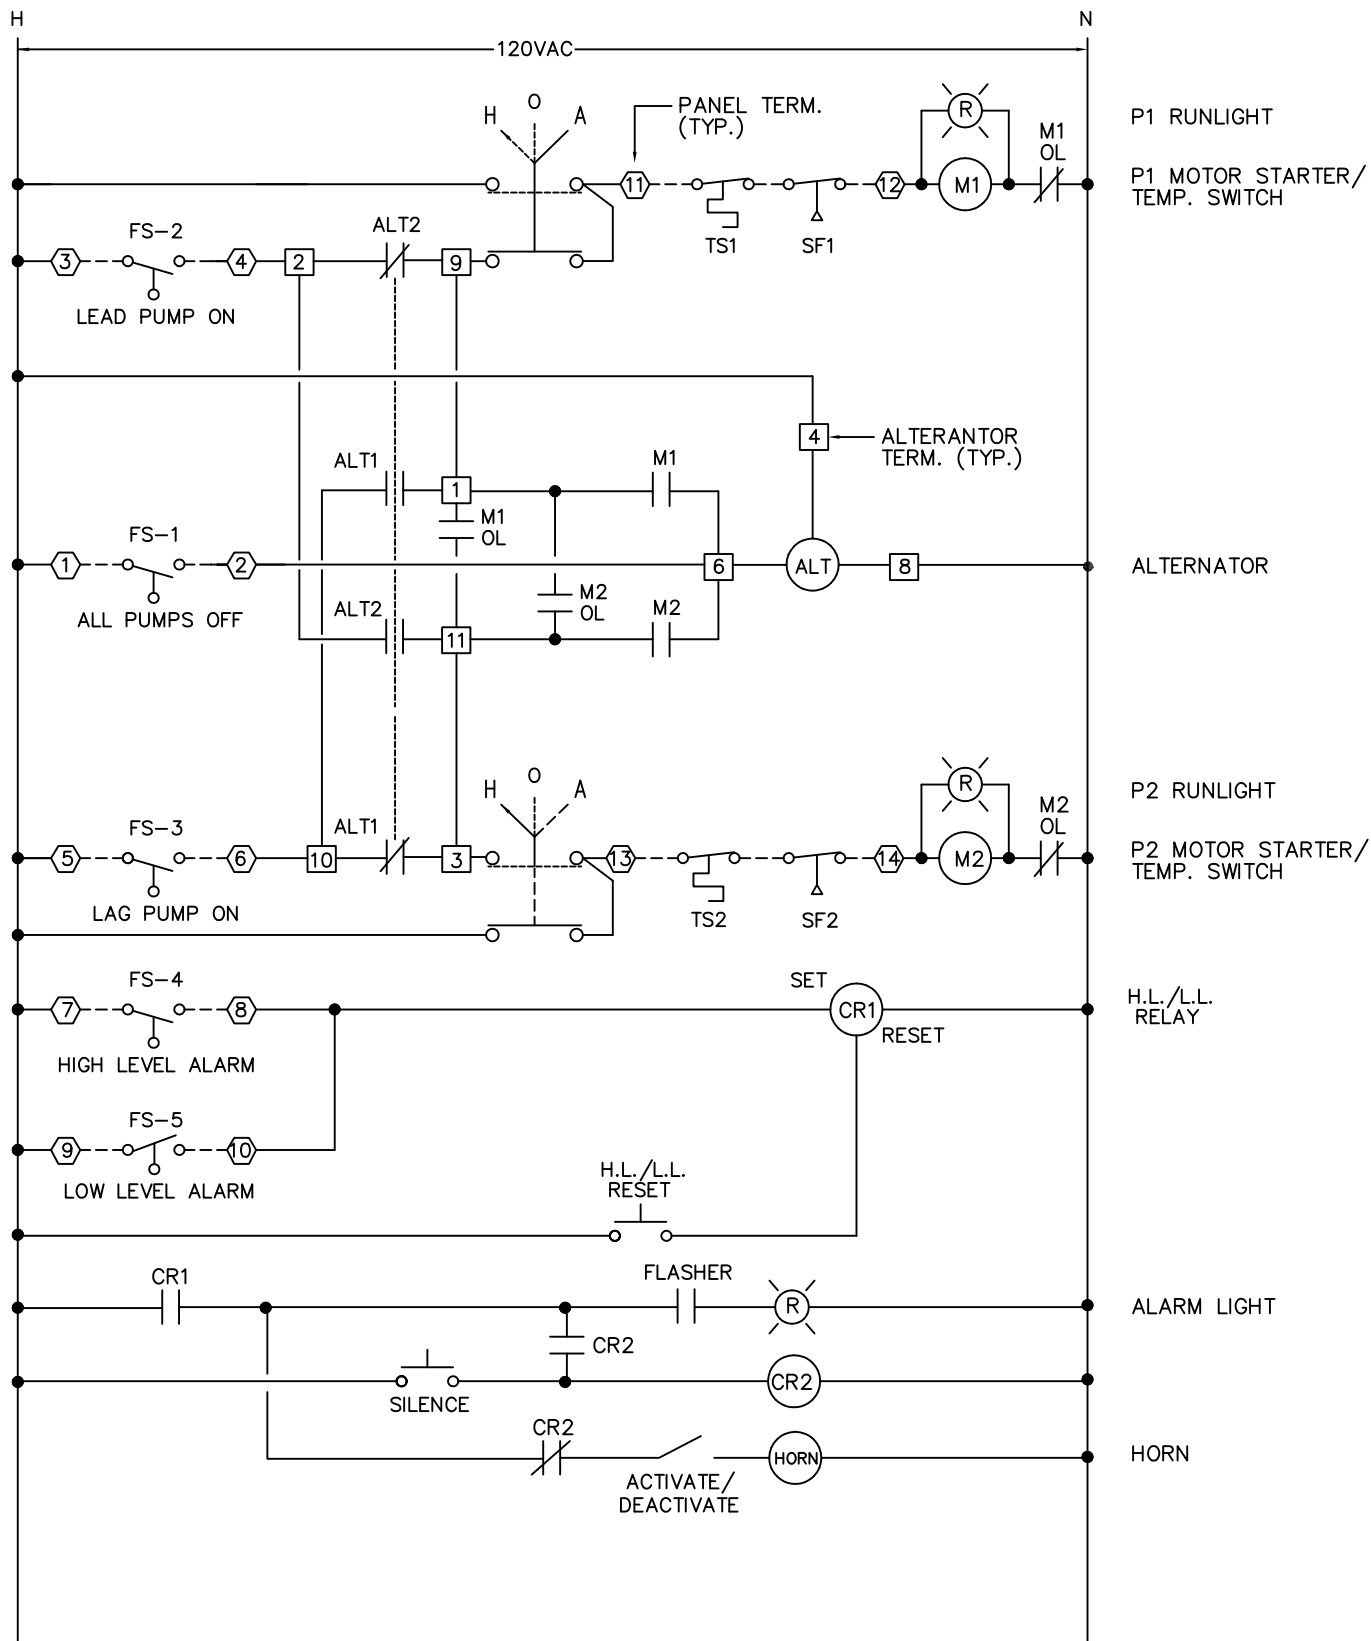 H
N
120VAC
H O A
PANEL TERM.
(TYP.)
R
P1 RUNLIGHT
M1
OL
11
12
M1
P1 MOTOR STARTER/
TEMP. SWITCH
TS1
SF1
FS-2
ALT2
3
4
2
9
LEAD PUMP ON
4
ALTERANTOR
TERM. (TYP.)
ALT1
1
M1
M1
OL
FS-1
1
2
6
ALT
8
ALTERNATOR
ALL PUMPS OFF
ALT2
M2
OL
M2
11
H O A
R
P2 RUNLIGHT
M2
OL
FS-3
ALT1
5
6
10
3
13
14
M2
P2 MOTOR STARTER/
TEMP. SWITCH
LAG PUMP ON
TS2
SF2
FS-4
SET
7
8
CR1
RESET
H.L./L.L.
RELAY
HIGH LEVEL ALARM
FS-5
9
10
LOW LEVEL ALARM
H.L./L.L.
RESET
CR1
FLASHER
R
ALARM LIGHT
CR2
SILENCE
CR2
CR2
HORN
HORN
ACTIVATE/
DEACTIVATE